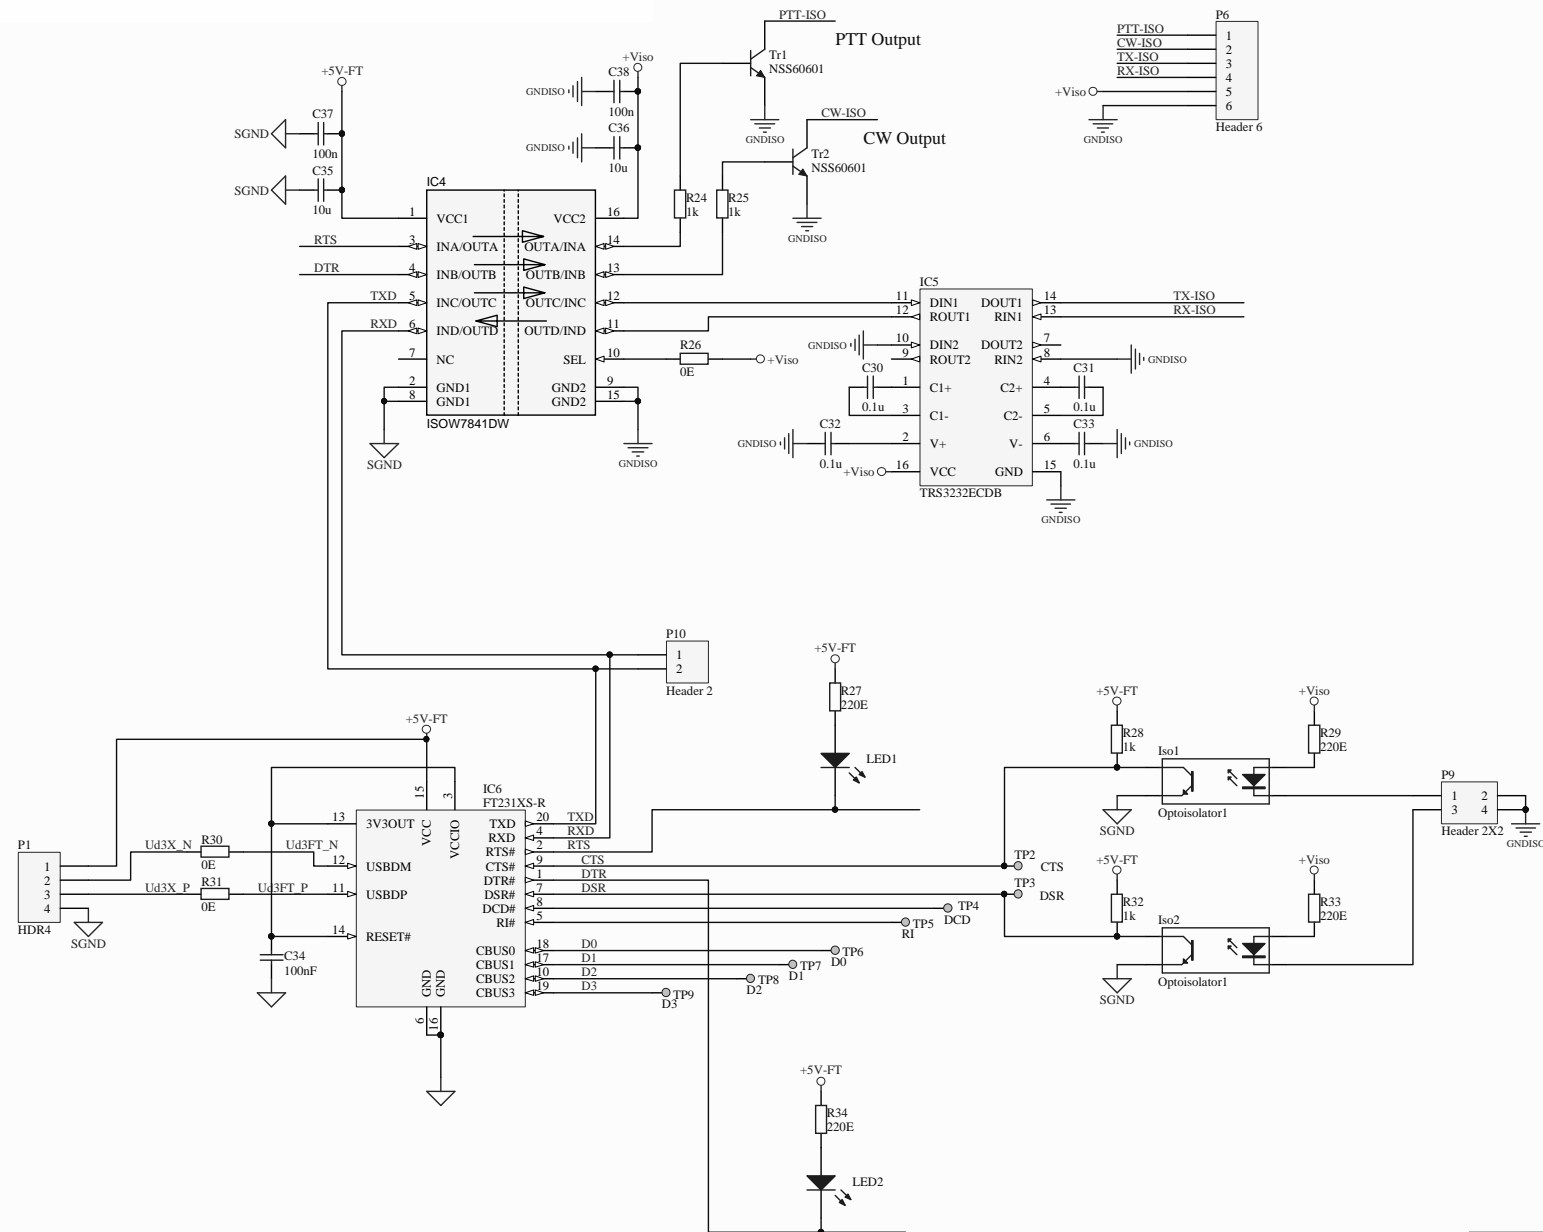 PTT-ISO
PTT Output
Tr1
NSS60601
P6
PTT-ISO
CW-ISO
TX-ISO
RX-ISO
+Viso
1
2
3
4
5
6
GNDISO
Header 6
+5V-FT
+Viso
C38
GNDISO
100n
C37
SGND
100n
C36
GNDISO
10u
C35
SGND
10u
GNDISO
CW-ISO
CW Output
Tr2
NSS60601
GNDISO
R24
1k
R25
1k
IC4
1 VCC1 VCC2 16
RTS 3 INA/OUTA OUTA/INA 14
DTR 4 INB/OUTB OUTB/INB 13
TXD 5 INC/OUTC OUTC/INC 12
RXD 6 IND/OUTD OUTD/IND 11
7 NC SEL 10
2 GND1 GND2 9
8 GND1 GND2 15
ISOW7841DW
SGND
GNDISO
R26
0E
+Viso
IC5
11 DIN1 DOUT1 14 TX-ISO
12 ROUT1 RIN1 13 RX-ISO
GNDISO 10 DIN2 DOUT2 7
9 ROUT2 RIN2 8 GNDISO
C30
0.1u
1 C1+ C2+ 4
C31
0.1u
3 C1- C2- 5
C32
GNDISO
0.1u
2 V+ V- 6
C33
0.1u
GNDISO
+Viso 16 VCC GND 15
TRS3232ECDB
GNDISO
P10
1
2
Header 2
+5V-FT
R27
220E
LED1
+5V-FT
R28
1k
Iso1
SGND
Optoisolator1
+Viso
R29
220E
P9
1 2
3 4
Header 2X2
GNDISO
+5V-FT
IC6
FT231XS-R
15
VCC
3
VCCIO
13 3V3OUT
12 USBDM
11 USBDP
14 RESET#
TXD 20 TXD
RXD 4 RXD
RTS# 2 RTS
CTS# 9 CTS
DTR# 1 DTR
DSR# 7 DSR
DCD# 8
RI# 5
CBUS0 18 D0
CBUS1 17 D1
CBUS2 10 D2
CBUS3 19 D3
GND
GND
6
16
P1
1
2
3
4
HDR4
SGND
Ud3X_N
R30
0E
Ud3FT_N
Ud3X_P
R31
0E
Ud3FT_P
C34
100nF
TP2
CTS
TP3
DSR
TP4
DCD
TP5
RI
TP6
D0
TP7
D1
TP8
D2
TP9
D3
+5V-FT
R32
1k
Iso2
SGND
Optoisolator1
+Viso
R33
220E
+5V-FT
R34
220E
LED2